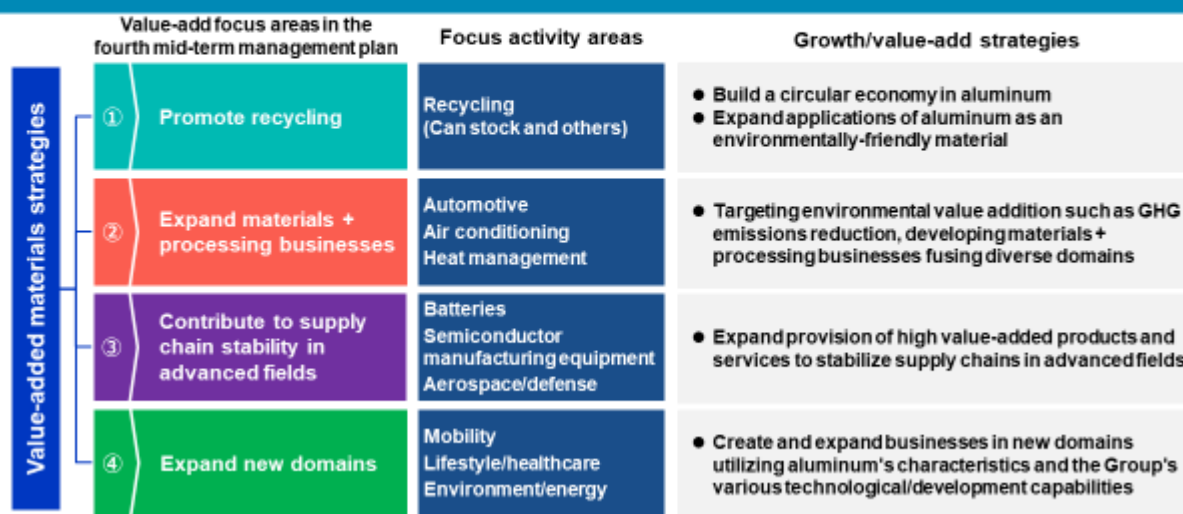 Value-add focus areas in the
fourth mid-term management plan
Focus activity areas
Growth/value-add strategies
Value-added materials strategies
①
Promote recycling
Recycling
(Can stock and others)
● Build a circular economy in aluminum
● Expand applications of aluminum as an
environmentally-friendly material
②
Expand materials +
processing businesses
Automotive
Air conditioning
Heat management
● Targeting environmental value addition such as GHG
emissions reduction, developing materials +
processing businesses fusing diverse domains
③
Contribute to supply
chain stability in
advanced fields
Batteries
Semiconductor
manufacturing equipment
Aerospace/defense
● Expand provision of high value-added products and
services to stabilize supply chains in advanced fields
④
Expand new domains
Mobility
Lifestyle/healthcare
Environment/energy
● Create and expand businesses in new domains
utilizing aluminum's characteristics and the Group's
various technological/development capabilities